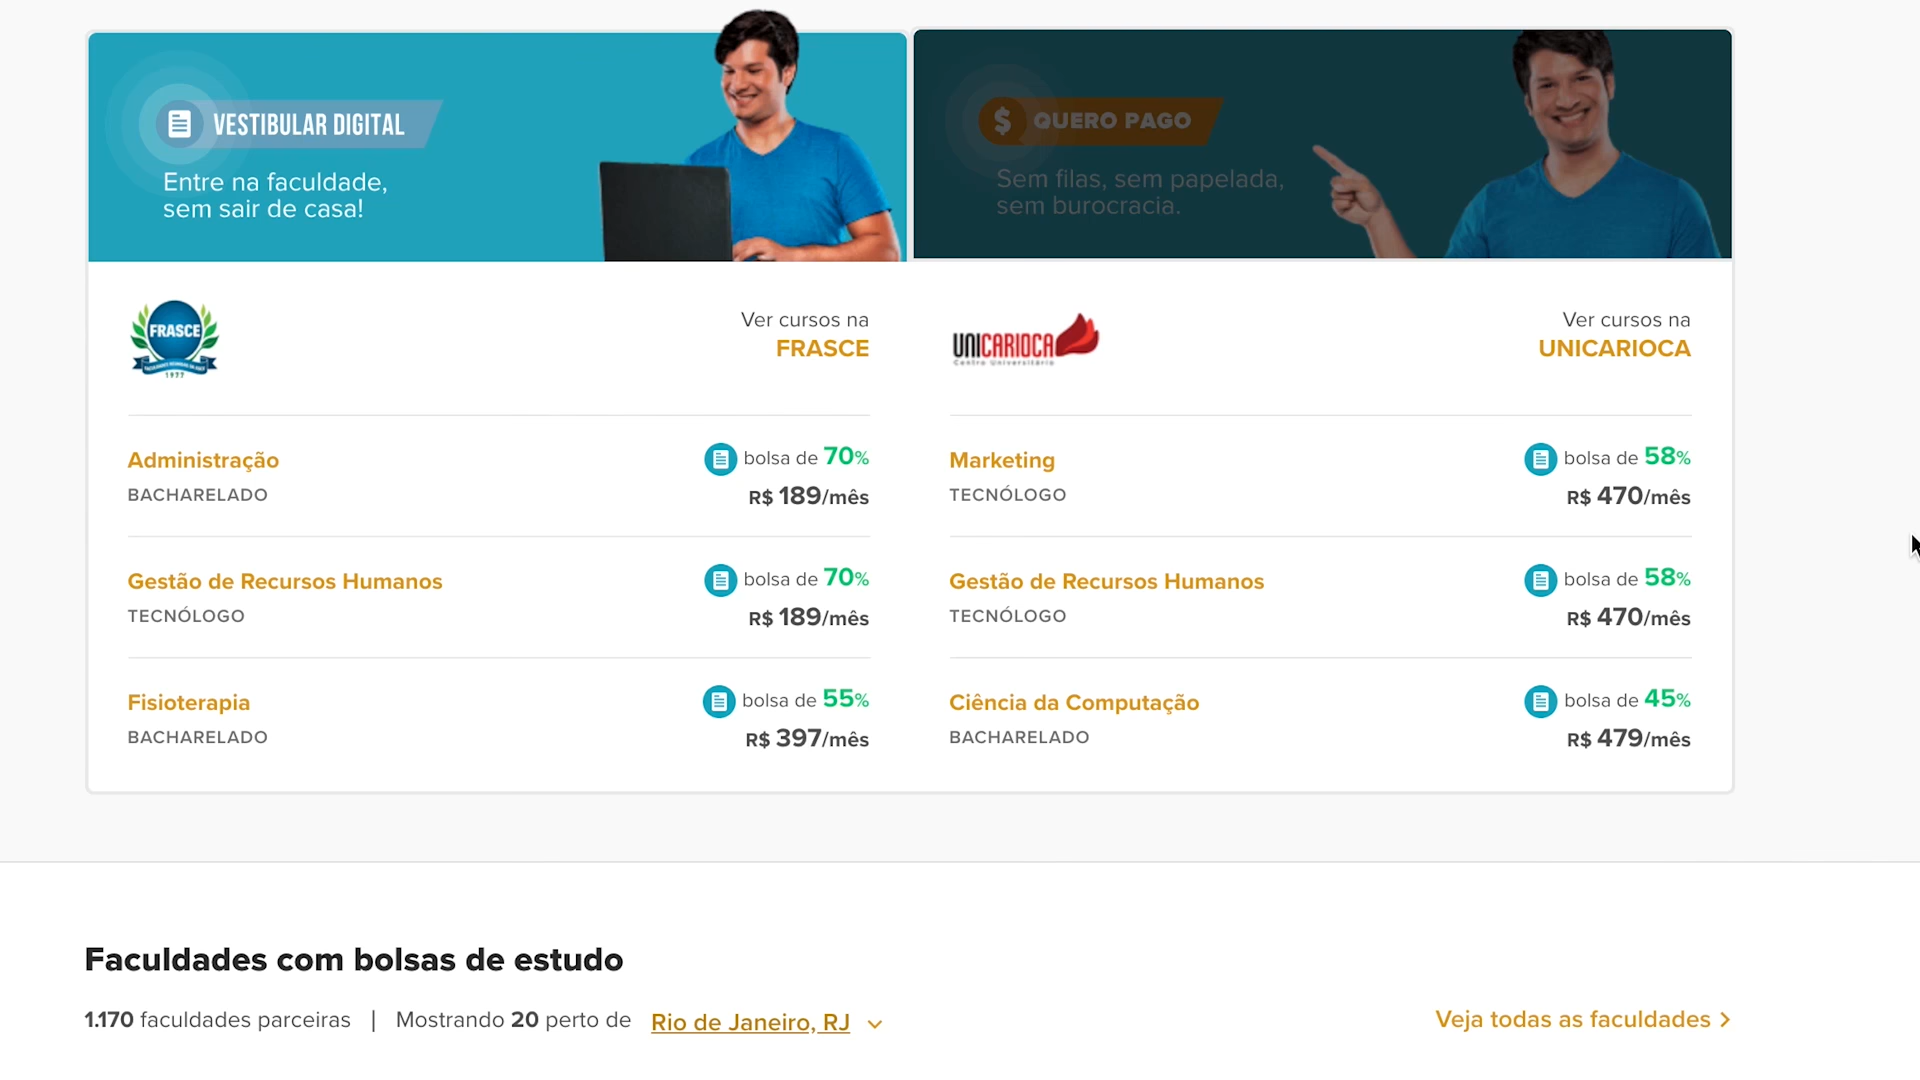 VESTIBULAR DIGITAL
Entre na faculdade,
sem sair de casa!
$ QUERO PAGO
Sem filas, sem papelada,
sem burocracia.
FRASCE
1977
Ver cursos na
FRASCE
Administração
BACHARELADO
bolsa de 70%
R$ 189/mês
Gestão de Recursos Humanos
TECNÓLOGO
bolsa de 70%
R$ 189/mês
Fisioterapia
BACHARELADO
bolsa de 55%
R$ 397/mês
UNICARIOCA
Centro Universitário
Ver cursos na
UNICARIOCA
Marketing
TECNÓLOGO
bolsa de 58%
R$ 470/mês
Gestão de Recursos Humanos
TECNÓLOGO
bolsa de 58%
R$ 470/mês
Ciência da Computação
BACHARELADO
bolsa de 45%
R$ 479/mês
Faculdades com bolsas de estudo
1.170 faculdades parceiras | Mostrando 20 perto de Rio de Janeiro, RJ
Veja todas as faculdades >